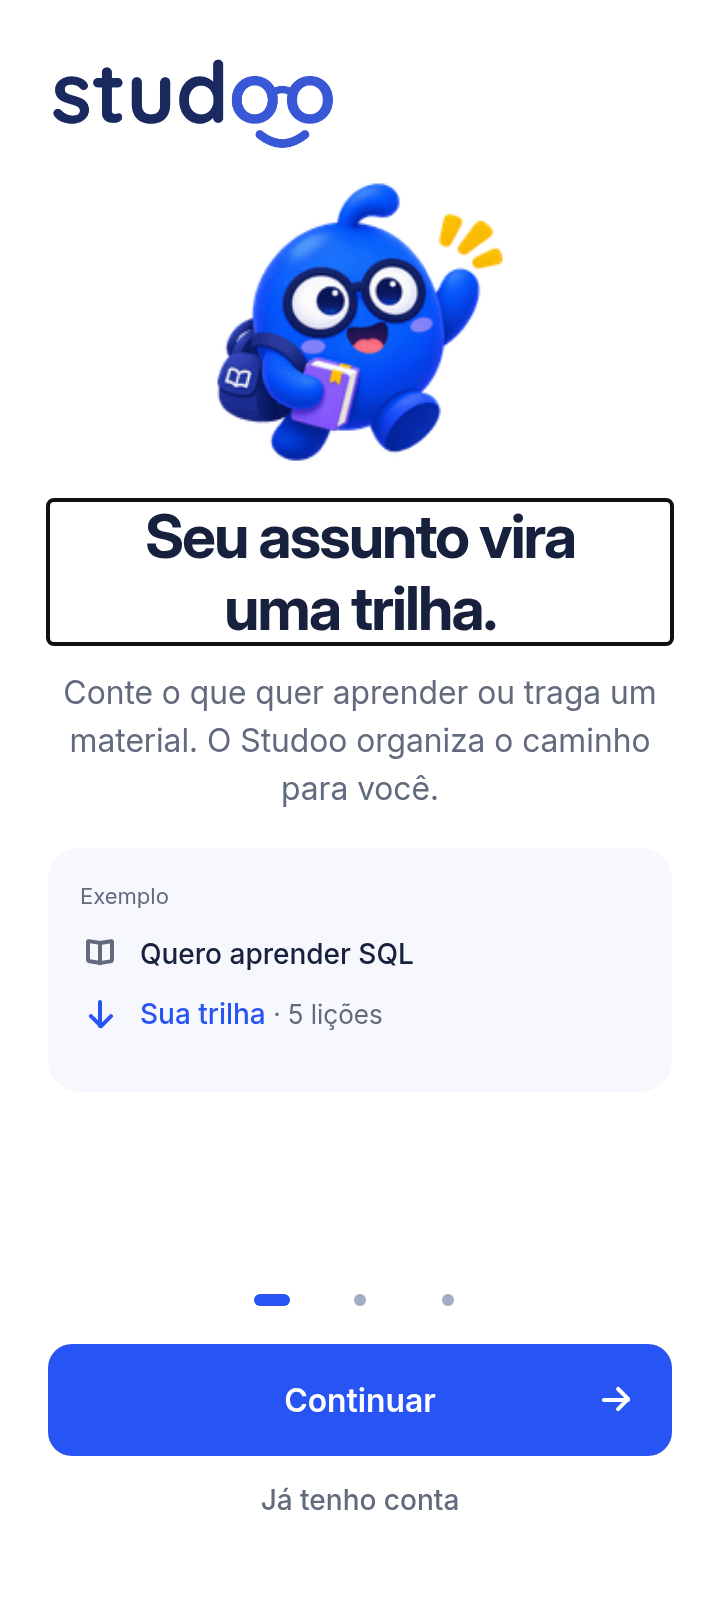 studoo
Seu assunto vira
uma trilha.
Conte o que quer aprender ou traga um
material. O Studoo organiza o caminho
para você.
Exemplo
Quero aprender SQL
Sua trilha · 5 lições
Continuar
Já tenho conta